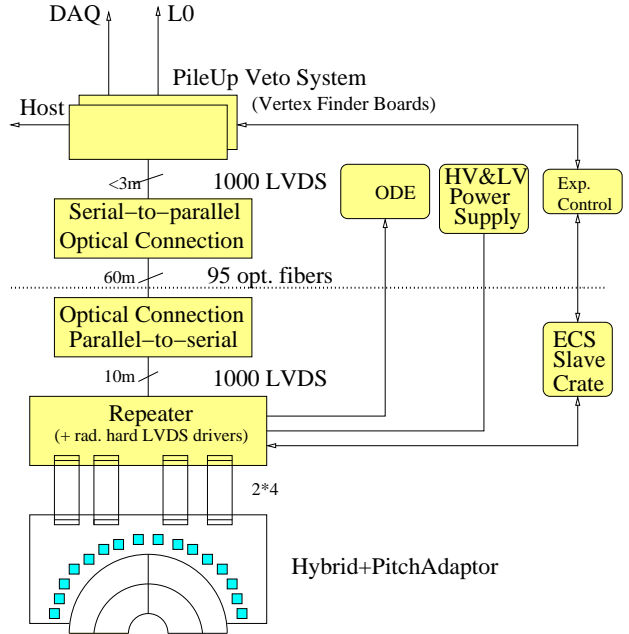 DAQ
L0
PileUp Veto System
(Vertex Finder Boards)
Host
<3m
1000 LVDS
ODE
HV&LV
Power
Supply
Exp.
Control
Serial−to−parallel
Optical Connection
60m
95 opt. fibers
Optical Connection
Parallel−to−serial
ECS
Slave
Crate
10m
1000 LVDS
Repeater
(+ rad. hard LVDS drivers)
2*4
Hybrid+PitchAdaptor